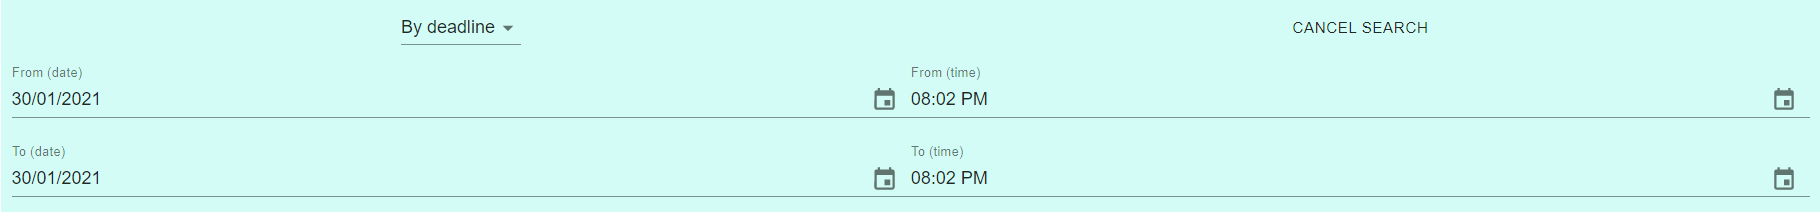 By deadline
CANCEL SEARCH
From (date)
From (time)
30/01/2021
08:02 PM
To (date)
To (time)
30/01/2021
08:02 PM